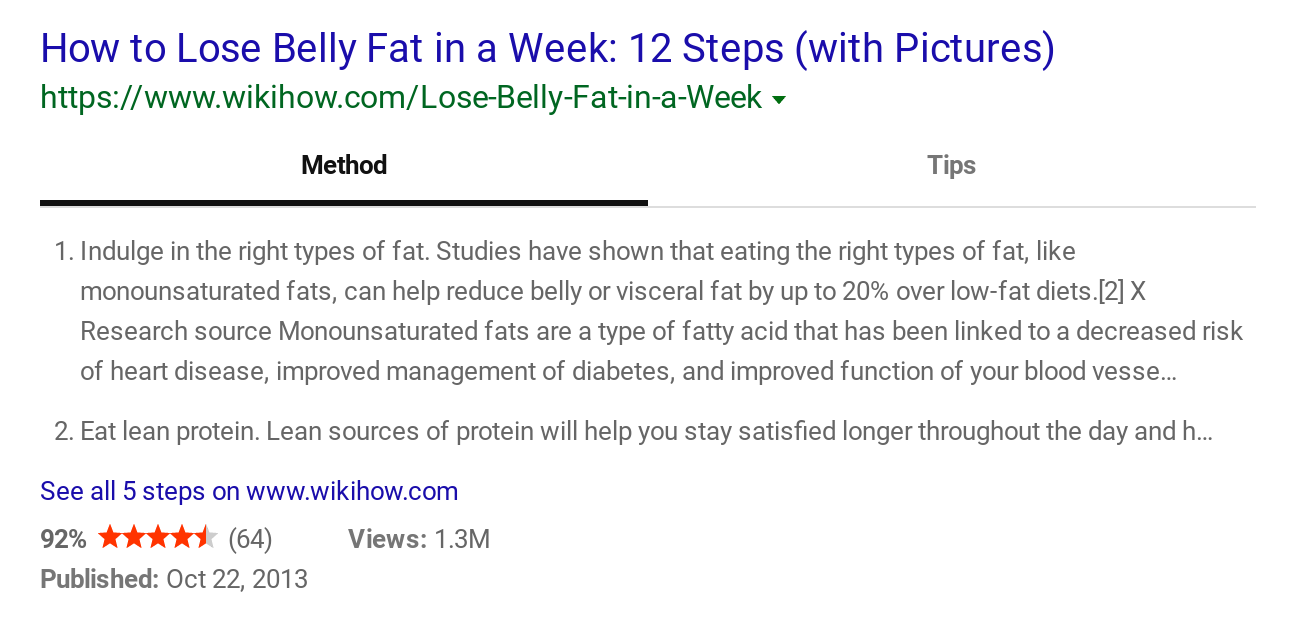 How to Lose Belly Fat in a Week: 12 Steps (with Pictures)
https://www.wikihow.com/Lose-Belly-Fat-in-a-Week
Method
Tips
1. Indulge in the right types of fat. Studies have shown that eating the right types of fat, like
monounsaturated fats, can help reduce belly or visceral fat by up to 20% over low-fat diets.[2] X
Research source Monounsaturated fats are a type of fatty acid that has been linked to a decreased risk
of heart disease, improved management of diabetes, and improved function of your blood vesse...
2. Eat lean protein. Lean sources of protein will help you stay satisfied longer throughout the day and h...
See all 5 steps on www.wikihow.com
92% (64) Views: 1.3M
Published: Oct 22, 2013